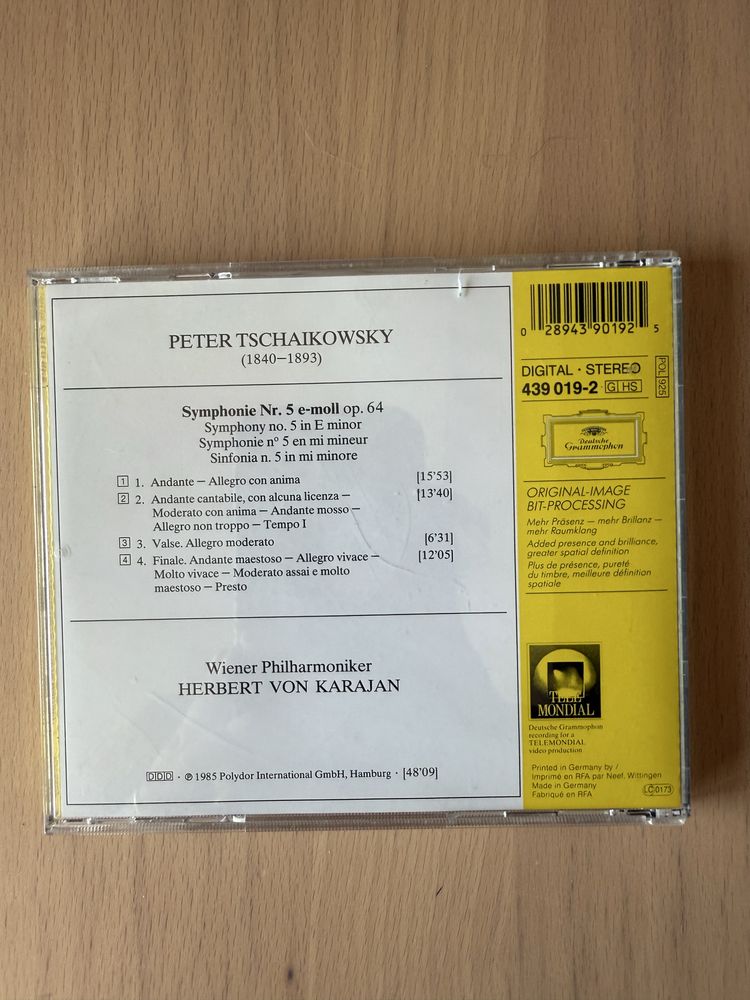 PETER TSCHAIKOWSKY
(1840–1893)
Symphonie Nr. 5 e-moll op. 64
Symphony no. 5 in E minor
Symphonie n° 5 en mi mineur
Sinfonia n. 5 in mi minore
1 1. Andante – Allegro con anima [15'53]
2 2. Andante cantabile, con alcuna licenza – [13'40]
Moderato con anima – Andante mosso –
Allegro non troppo – Tempo I
3 3. Valse. Allegro moderato [6'31]
4 4. Finale. Andante maestoso – Allegro vivace – [12'05]
Molto vivace – Moderato assai e molto
maestoso – Presto
Wiener Philharmoniker
HERBERT VON KARAJAN
DDD · ℗ 1985 Polydor International GmbH, Hamburg · [48'09]
0 28943 90192 5
DIGITAL · STEREO
439 019-2 G HS
POL 925
Deutsche
Grammophon
ORIGINAL-IMAGE
BIT-PROCESSING
Mehr Präsenz – mehr Brillanz –
mehr Raumklang
Added presence and brilliance,
greater spatial definition
Plus de présence, pureté
du timbre, meilleure définition
spatiale
TELE
MONDIAL
Deutsche Grammophon
recording for a
TELEMONDIAL
video production
Printed in Germany by /
Imprimé en RFA par Neef, Wittingen
Made in Germany
Fabriqué en RFA
LC 0173